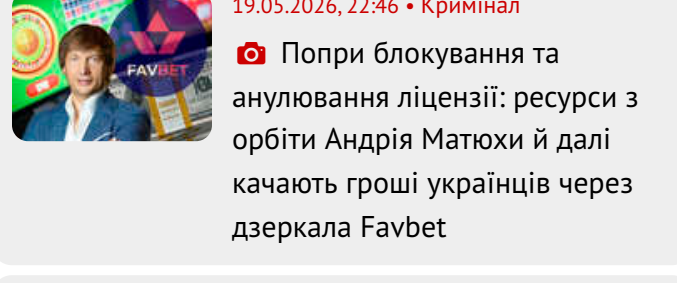 19.05.2026, 22:46 • Кримінал
Попри блокування та
анулювання ліцензії: ресурси з
орбіти Андрія Матюхи й далі
качають гроші українців через
дзеркала Favbet
FAVBET